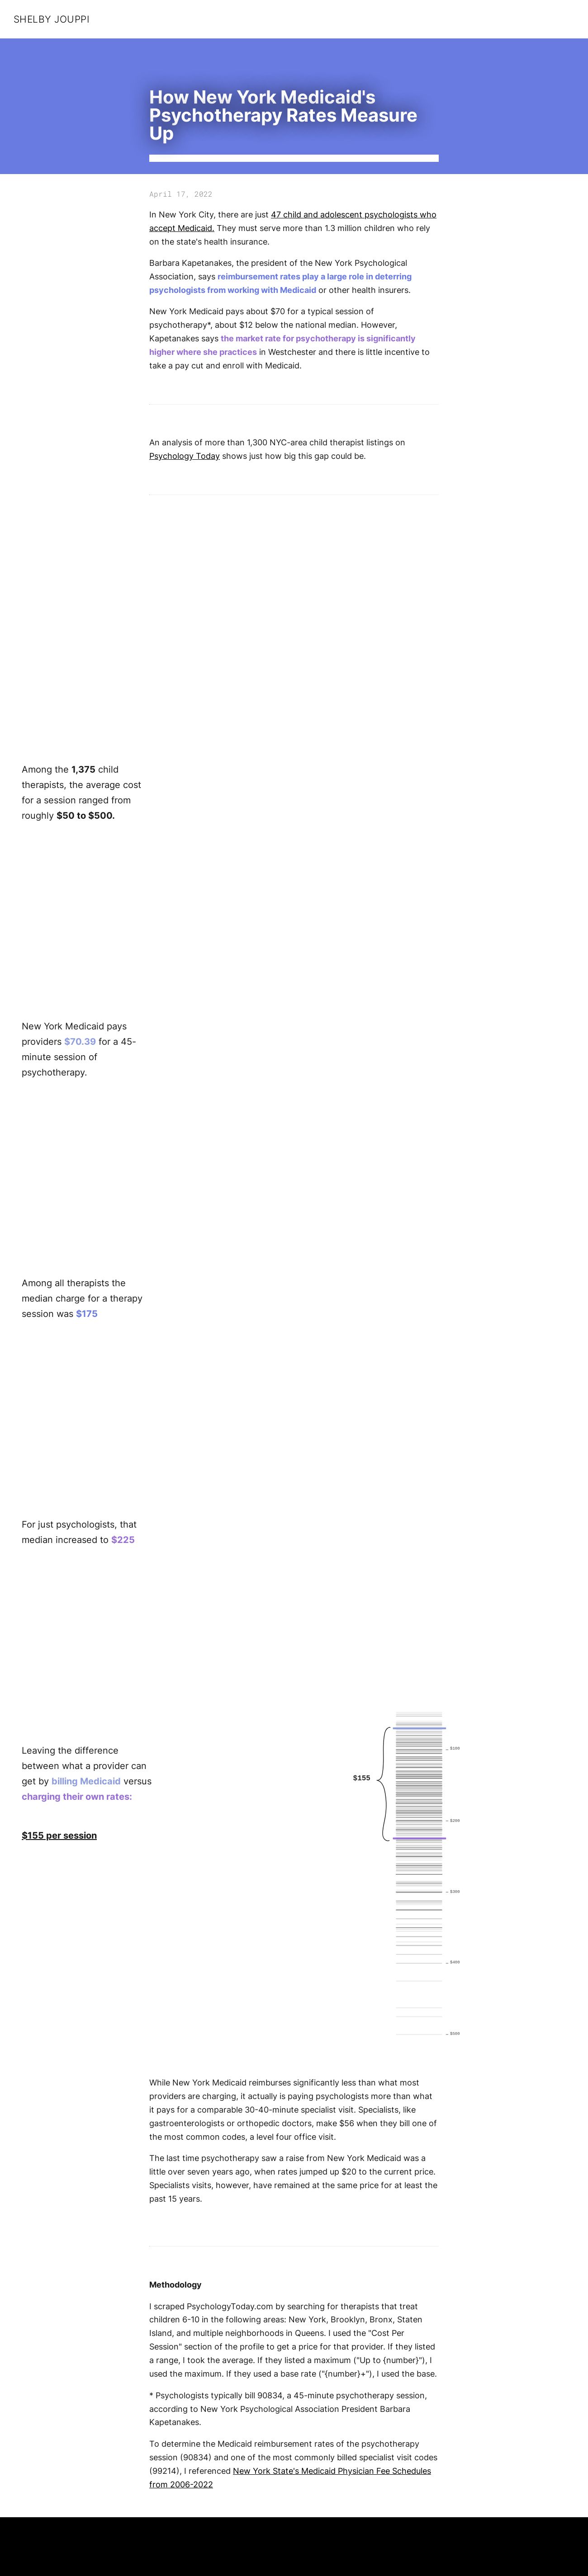 SHELBY JOUPPI
How New York Medicaid's
Psychotherapy Rates Measure
Up
April 17, 2022
In New York City, there are just 47 child and adolescent psychologists who
accept Medicaid. They must serve more than 1.3 million children who rely
on the state's health insurance.
Barbara Kapetanakes, the president of the New York Psychological
Association, says reimbursement rates play a large role in deterring
psychologists from working with Medicaid or other health insurers.
New York Medicaid pays about $70 for a typical session of
psychotherapy*, about $12 below the national median. However,
Kapetanakes says the market rate for psychotherapy is significantly
higher where she practices in Westchester and there is little incentive to
take a pay cut and enroll with Medicaid.
An analysis of more than 1,300 NYC-area child therapist listings on
Psychology Today shows just how big this gap could be.
Among the 1,375 child
therapists, the average cost
for a session ranged from
roughly $50 to $500.
New York Medicaid pays
providers $70.39 for a 45-
minute session of
psychotherapy.
Among all therapists the
median charge for a therapy
session was $175
For just psychologists, that
median increased to $225
Leaving the difference
between what a provider can
get by billing Medicaid versus
charging their own rates:
$155 per session
$155
$100
$200
$300
$400
$500
While New York Medicaid reimburses significantly less than what most
providers are charging, it actually is paying psychologists more than what
it pays for a comparable 30-40-minute specialist visit. Specialists, like
gastroenterologists or orthopedic doctors, make $56 when they bill one of
the most common codes, a level four office visit.
The last time psychotherapy saw a raise from New York Medicaid was a
little over seven years ago, when rates jumped up $20 to the current price.
Specialists visits, however, have remained at the same price for at least the
past 15 years.
Methodology
I scraped PsychologyToday.com by searching for therapists that treat
children 6-10 in the following areas: New York, Brooklyn, Bronx, Staten
Island, and multiple neighborhoods in Queens. I used the "Cost Per
Session" section of the profile to get a price for that provider. If they listed
a range, I took the average. If they listed a maximum ("Up to {number}"), I
used the maximum. If they used a base rate ("{number}+"), I used the base.
* Psychologists typically bill 90834, a 45-minute psychotherapy session,
according to New York Psychological Association President Barbara
Kapetanakes.
To determine the Medicaid reimbursement rates of the psychotherapy
session (90834) and one of the most commonly billed specialist visit codes
(99214), I referenced New York State's Medicaid Physician Fee Schedules
from 2006-2022